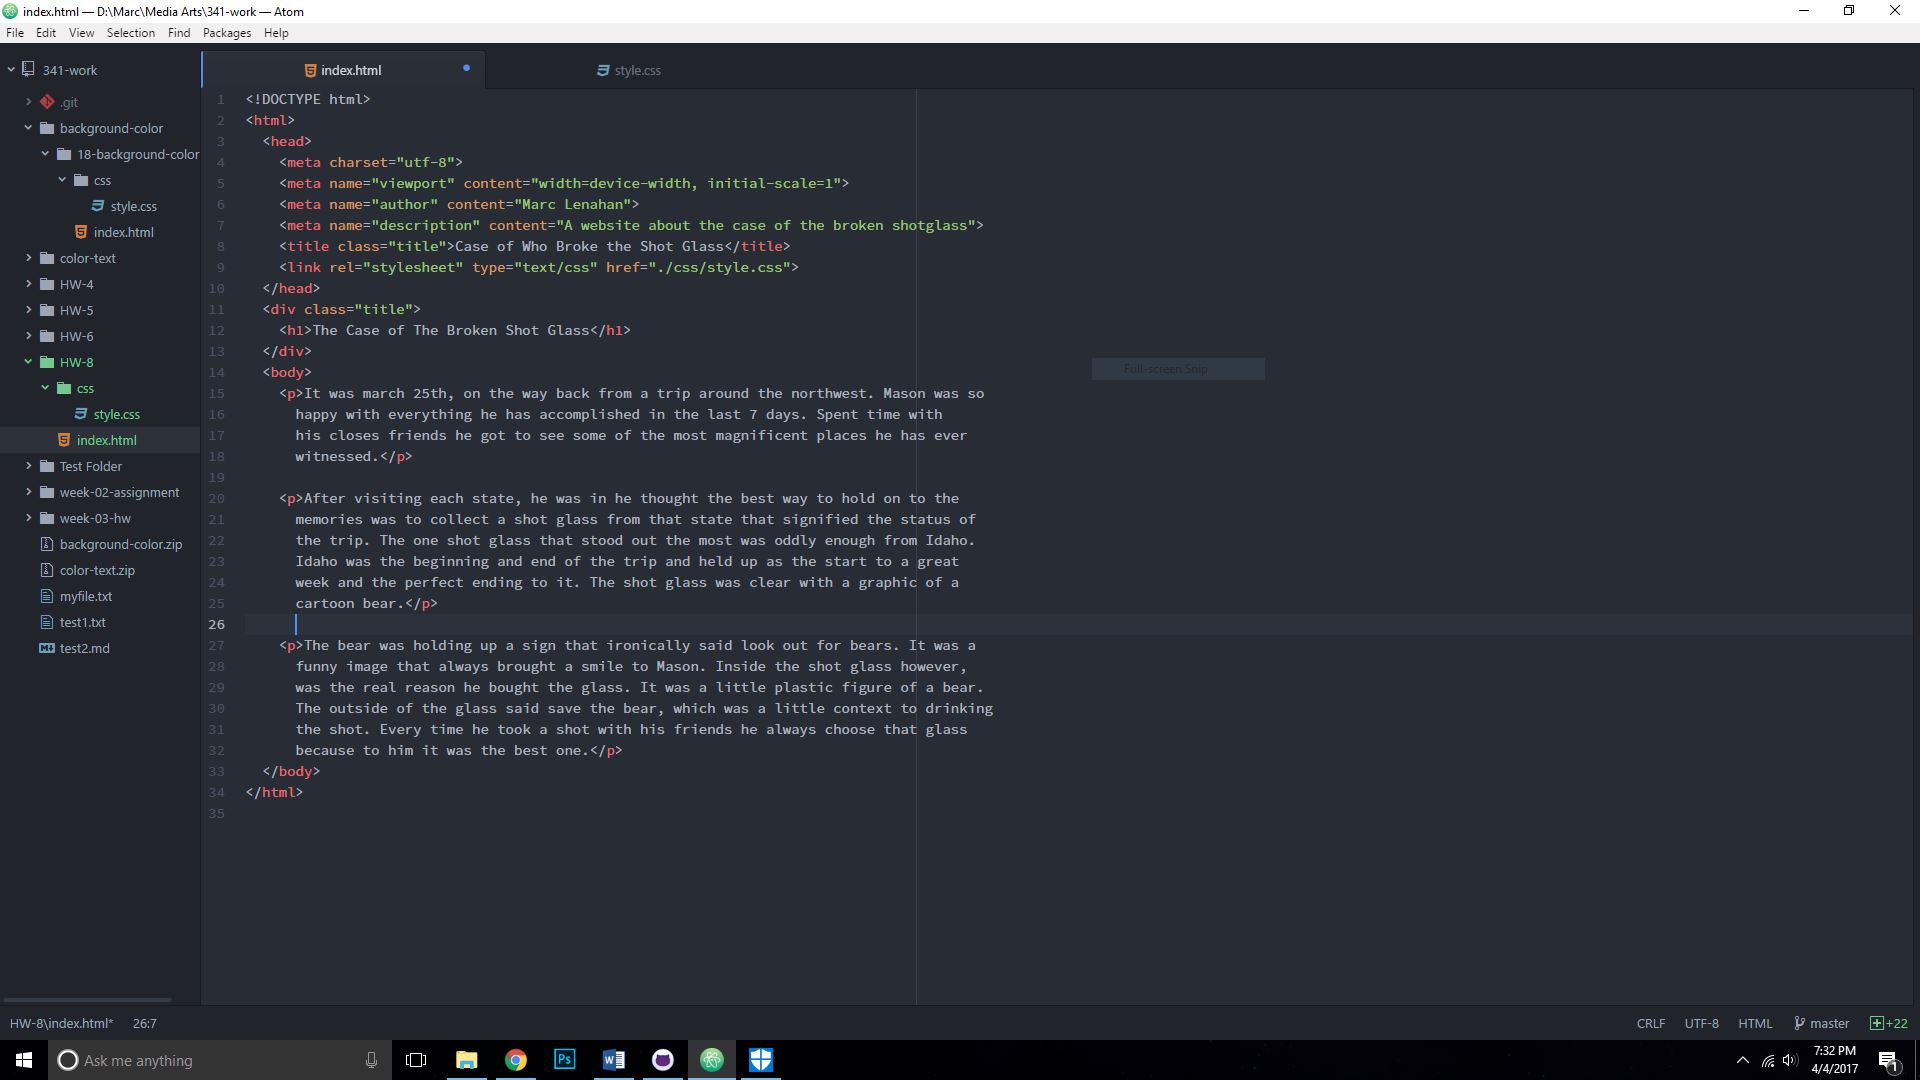 index.html — D:\Marc\Media Arts\341-work — Atom
File Edit View Selection Find Packages Help
341-work
.git
background-color
18-background-color
css
style.css
index.html
color-text
HW-4
HW-5
HW-6
HW-8
css
style.css
index.html
Test Folder
week-02-assignment
week-03-hw
background-color.zip
color-text.zip
myfile.txt
test1.txt
test2.md
index.html style.css
1 <!DOCTYPE html>
2 <html>
3 <head>
4 <meta charset="utf-8">
5 <meta name="viewport" content="width=device-width, initial-scale=1">
6 <meta name="author" content="Marc Lenahan">
7 <meta name="description" content="A website about the case of the broken shotglass">
8 <title class="title">Case of Who Broke the Shot Glass</title>
9 <link rel="stylesheet" type="text/css" href="./css/style.css">
10 </head>
11 <div class="title">
12 <h1>The Case of The Broken Shot Glass</h1>
13 </div>
14 <body>
15 <p>It was march 25th, on the way back from a trip around the northwest. Mason was so
16 happy with everything he has accomplished in the last 7 days. Spent time with
17 his closes friends he got to see some of the most magnificent places he has ever
18 witnessed.</p>
19
20 <p>After visiting each state, he was in he thought the best way to hold on to the
21 memories was to collect a shot glass from that state that signified the status of
22 the trip. The one shot glass that stood out the most was oddly enough from Idaho.
23 Idaho was the beginning and end of the trip and held up as the start to a great
24 week and the perfect ending to it. The shot glass was clear with a graphic of a
25 cartoon bear.</p>
26
27 <p>The bear was holding up a sign that ironically said look out for bears. It was a
28 funny image that always brought a smile to Mason. Inside the shot glass however,
29 was the real reason he bought the glass. It was a little plastic figure of a bear.
30 The outside of the glass said save the bear, which was a little context to drinking
31 the shot. Every time he took a shot with his friends he always choose that glass
32 because to him it was the best one.</p>
33 </body>
34 </html>
35
Full-screen Snip
HW-8\index.html* 26:7 CRLF UTF-8 HTML master +22
Ask me anything Ps W 7:32 PM
4/4/2017 1